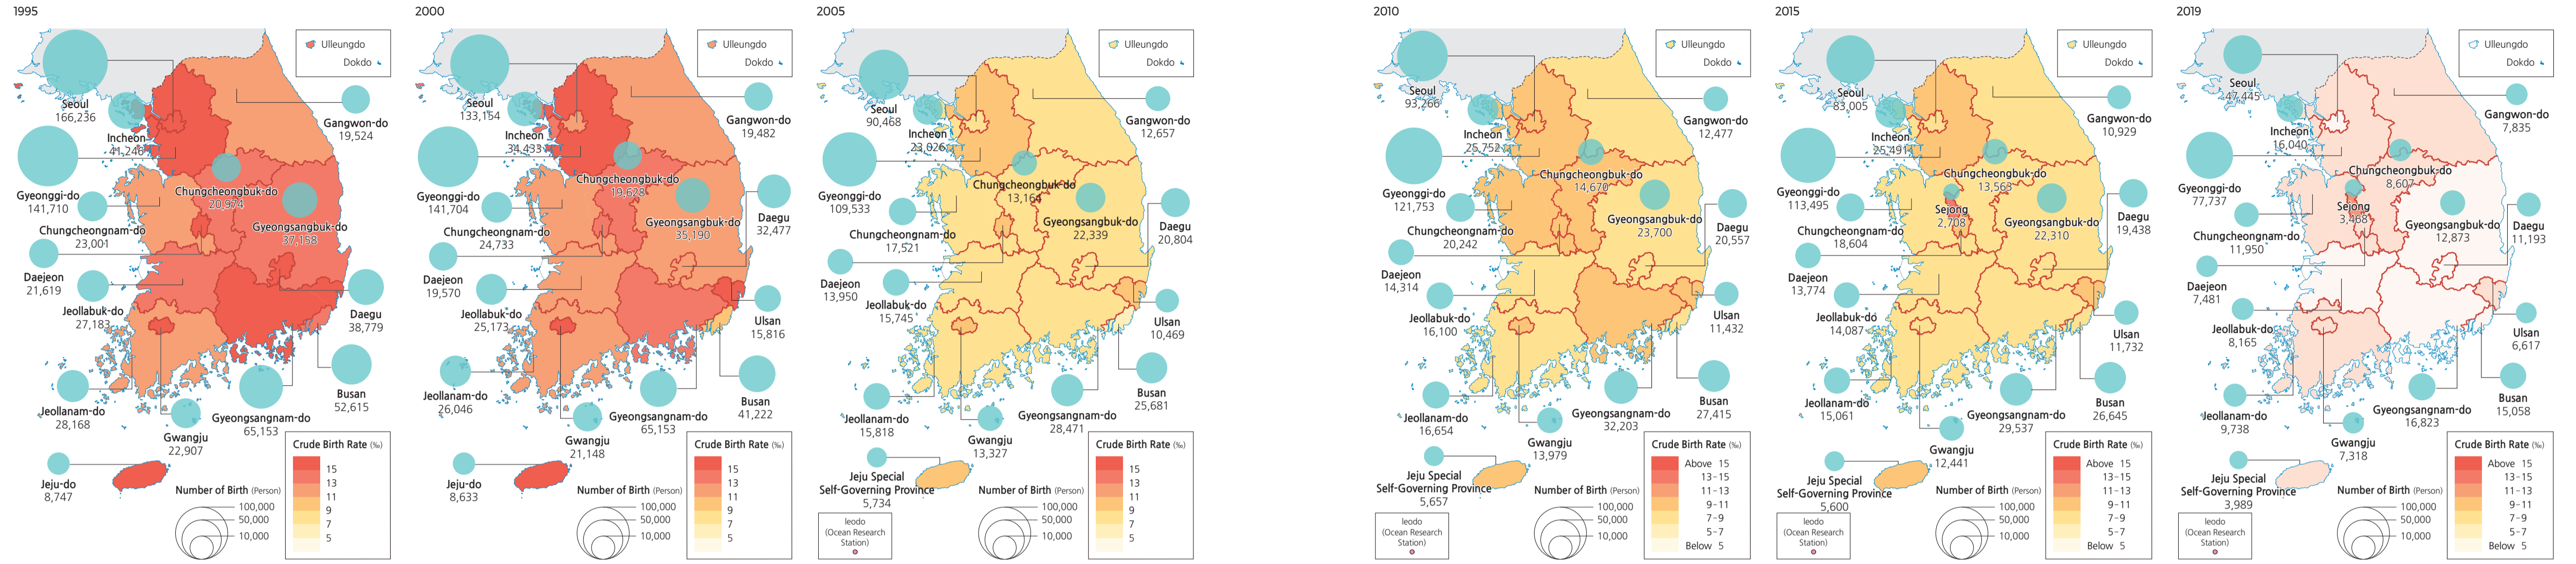 1995
Ulleungdo
Dokdo
Seoul
166,236
Incheon
41,246
Gangwon-do
19,524
Gyeonggi-do
141,710
Chungcheongbuk-do
20,974
Gyeongsangbuk-do
37,158
Chungcheongnam-do
23,001
Daejeon
21,619
Jeollabuk-do
27,183
Daegu
38,779
Jeollanam-do
28,168
Gwangju
22,907
Gyeongsangnam-do
65,153
Busan
52,615
Jeju-do
8,747
Number of Birth (Person)
100,000
50,000
10,000
Crude Birth Rate (‰)
15
13
11
9
7
5
2000
Ulleungdo
Dokdo
Seoul
133,154
Incheon
34,433
Gangwon-do
19,482
Gyeonggi-do
141,704
Chungcheongbuk-do
19,628
Gyeongsangbuk-do
35,190
Daegu
32,477
Chungcheongnam-do
24,733
Daejeon
19,570
Jeollabuk-do
25,173
Ulsan
15,816
Jeollanam-do
26,046
Gwangju
21,148
Gyeongsangnam-do
65,153
Busan
41,222
Jeju-do
8,633
Number of Birth (Person)
100,000
50,000
10,000
Crude Birth Rate (‰)
15
13
11
9
7
5
2005
Ulleungdo
Dokdo
Seoul
90,468
Incheon
23,026
Gangwon-do
12,657
Gyeonggi-do
109,533
Chungcheongbuk-do
13,164
Gyeongsangbuk-do
22,339
Daegu
20,804
Chungcheongnam-do
17,521
Daejeon
13,950
Jeollabuk-do
15,745
Ulsan
10,469
Jeollanam-do
15,818
Gwangju
13,327
Gyeongsangnam-do
28,471
Busan
25,681
Jeju Special
Self-Governing Province
5,734
Ieodo
(Ocean Research
Station)
Number of Birth (Person)
100,000
50,000
10,000
Crude Birth Rate (‰)
15
13
11
9
7
5
2010
Ulleungdo
Dokdo
Seoul
93,266
Incheon
25,752
Gangwon-do
12,477
Gyeonggi-do
121,753
Chungcheongbuk-do
14,670
Gyeongsangbuk-do
23,700
Daegu
20,557
Chungcheongnam-do
20,242
Daejeon
14,314
Jeollabuk-do
16,100
Ulsan
11,432
Jeollanam-do
16,654
Gwangju
13,979
Gyeongsangnam-do
32,203
Busan
27,415
Jeju Special
Self-Governing Province
5,657
Ieodo
(Ocean Research
Station)
Number of Birth (Person)
100,000
50,000
10,000
Crude Birth Rate (‰)
Above 15
13-15
11-13
9-11
7-9
5-7
Below 5
2015
Ulleungdo
Dokdo
Seoul
83,005
Incheon
25,491
Gangwon-do
10,929
Gyeonggi-do
113,495
Chungcheongbuk-do
13,563
Sejong
2,708
Gyeongsangbuk-do
22,310
Daegu
19,438
Chungcheongnam-do
18,604
Daejeon
13,774
Jeollabuk-do
14,087
Ulsan
11,732
Jeollanam-do
15,061
Gwangju
12,441
Gyeongsangnam-do
29,537
Busan
26,645
Jeju Special
Self-Governing Province
5,600
Ieodo
(Ocean Research
Station)
Number of Birth (Person)
100,000
50,000
10,000
Crude Birth Rate (‰)
Above 15
13-15
11-13
9-11
7-9
5-7
Below 5
2019
Ulleungdo
Dokdo
Seoul
47,445
Incheon
16,040
Gangwon-do
7,835
Gyeonggi-do
77,737
Chungcheongbuk-do
8,607
Sejong
3,468
Gyeongsangbuk-do
12,873
Daegu
11,193
Chungcheongnam-do
11,950
Daejeon
7,481
Jeollabuk-do
8,165
Ulsan
6,617
Jeollanam-do
9,738
Gwangju
7,318
Gyeongsangnam-do
16,823
Busan
15,058
Jeju Special
Self-Governing Province
3,989
Ieodo
(Ocean Research
Station)
Number of Birth (Person)
100,000
50,000
10,000
Crude Birth Rate (‰)
Above 15
13-15
11-13
9-11
7-9
5-7
Below 5